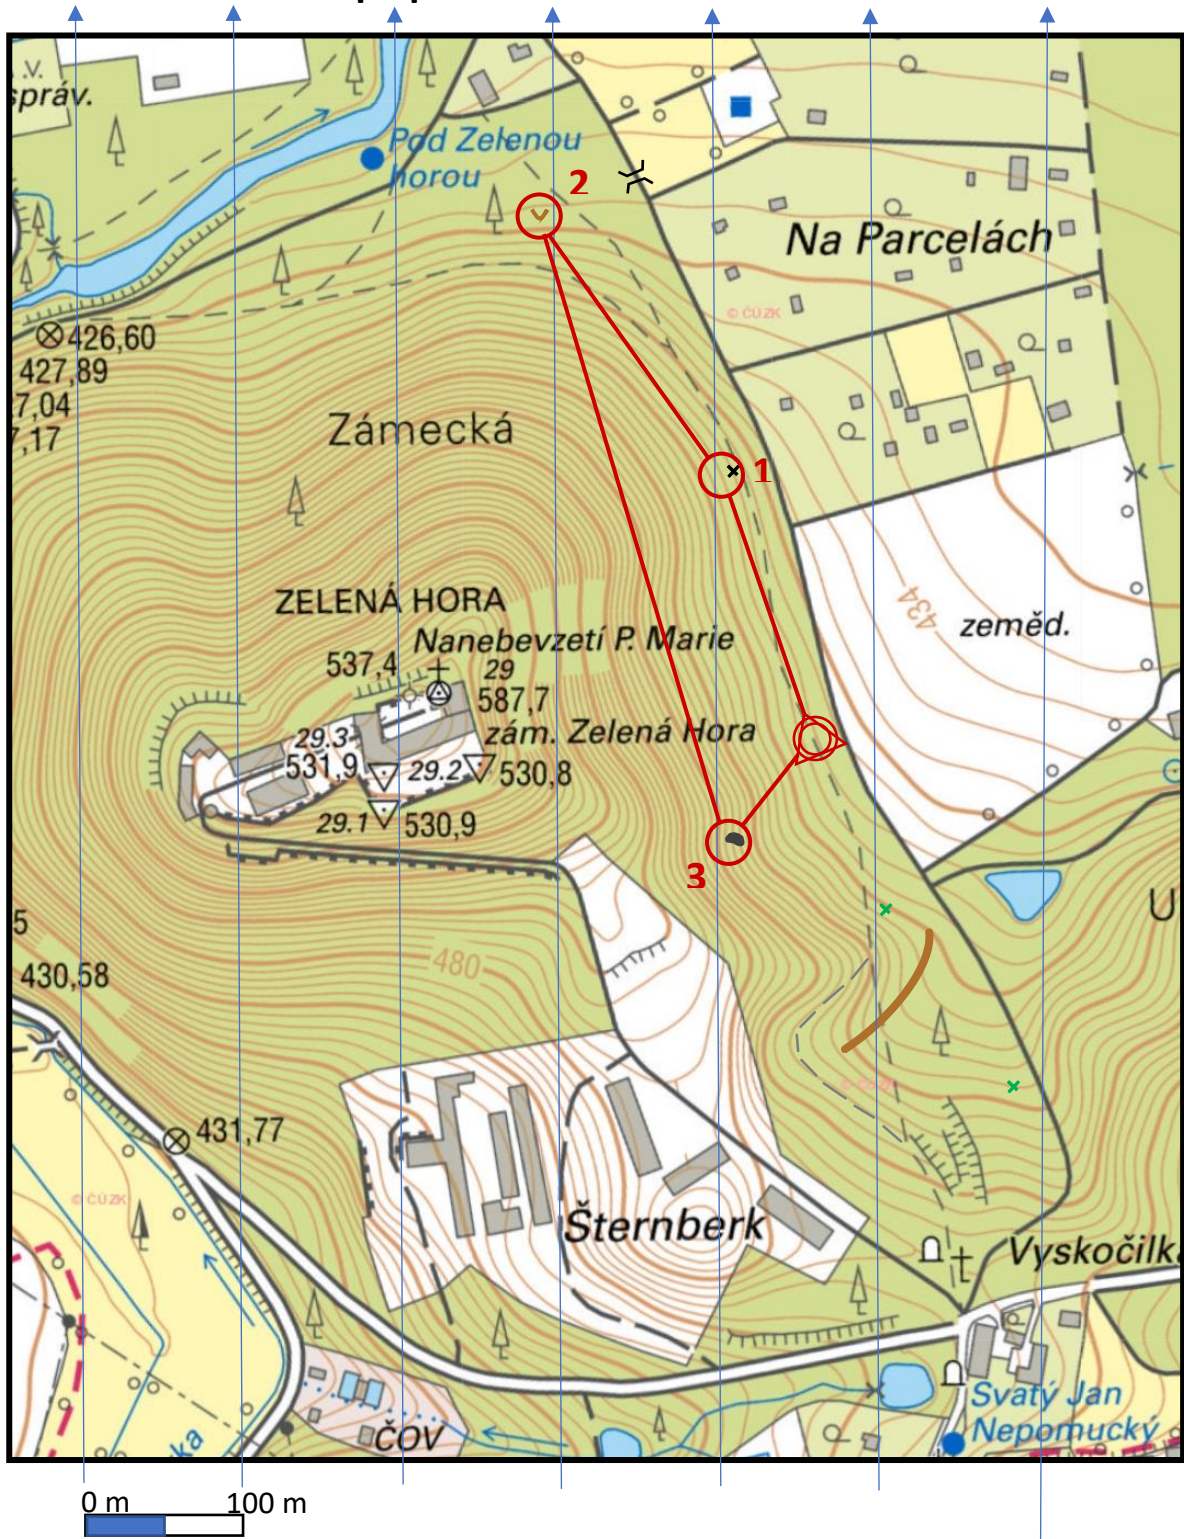 .V.
správ.
Pod Zelenou
horou
2
Na Parcelách
© ČÚZK
426,60
427,89
7,04
7,17
Zámecká
1
ZELENÁ HORA
434
zeměd.
Nanebevzetí P. Marie
537,4
29
587,7
29.3
zám. Zelená Hora
531,9
29.2
530,8
29.1
530,9
3
5
U
480
430,58
© ČÚZK
431,77
© ČÚZK
Šternberk
Vyskočilk
Svatý Jan
Nepomucký
ČOV
ka
0 m
100 m